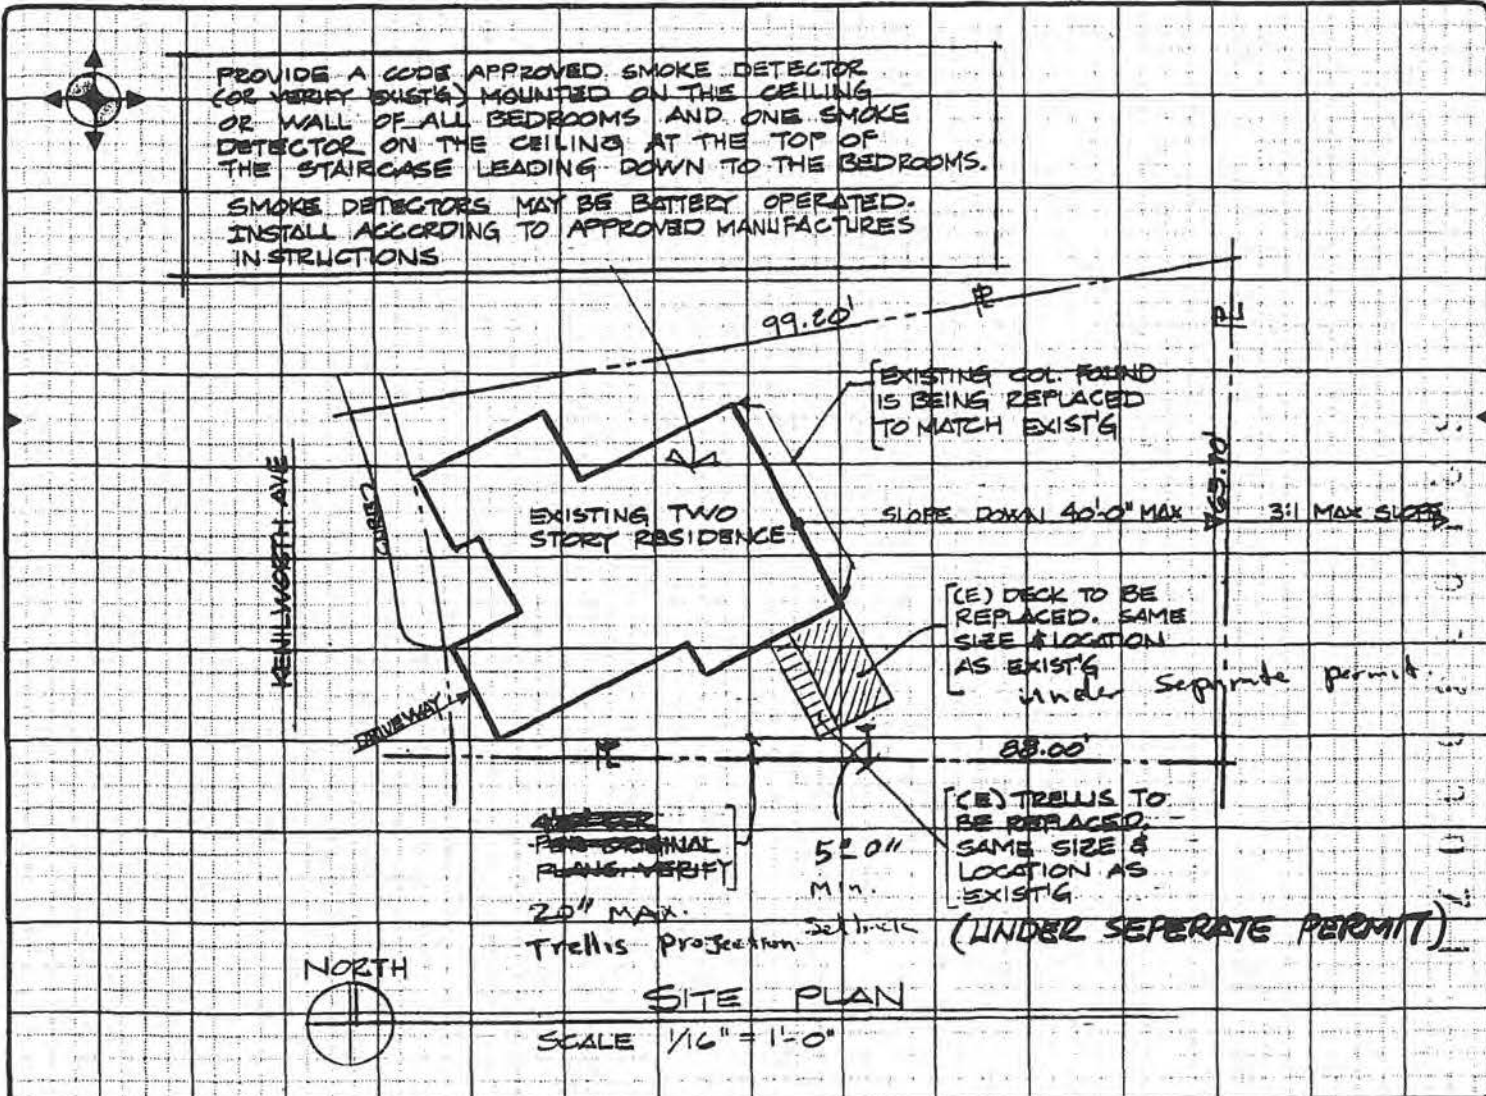 PROVIDE A CODE APPROVED SMOKE DETECTOR
(OR VERIFY EXIST'G) MOUNTED ON THE CEILING
OR WALL OF ALL BEDROOMS AND ONE SMOKE
DETECTOR ON THE CEILING AT THE TOP OF
THE STAIRCASE LEADING DOWN TO THE BEDROOMS.
SMOKE DETECTORS MAY BE BATTERY OPERATED.
INSTALL ACCORDING TO APPROVED MANUFACTURES
INSTRUCTIONS
99.20'
PL
PL
EXISTING COL. FOUND
IS BEING REPLACED
TO MATCH EXIST'G
KENILWORTH AVE
CURB
EXISTING TWO
STORY RESIDENCE
SLOPE DOWN 40'-0" MAX
3:1 MAX SLOPE
(E) DECK TO BE
REPLACED. SAME
SIZE & LOCATION
AS EXIST'G
under separate permit.
DRIVEWAY
PL
88.00'
PER ORIGINAL
PLANS. VERIFY
20" MAX.
Trellis Projection
5'-0"
Min.
Setback
(E) TRELLIS TO
BE REPLACED.
SAME SIZE &
LOCATION AS
EXIST'G
(UNDER SEPERATE PERMIT)
NORTH
SITE PLAN
SCALE 1/16" = 1'-0"